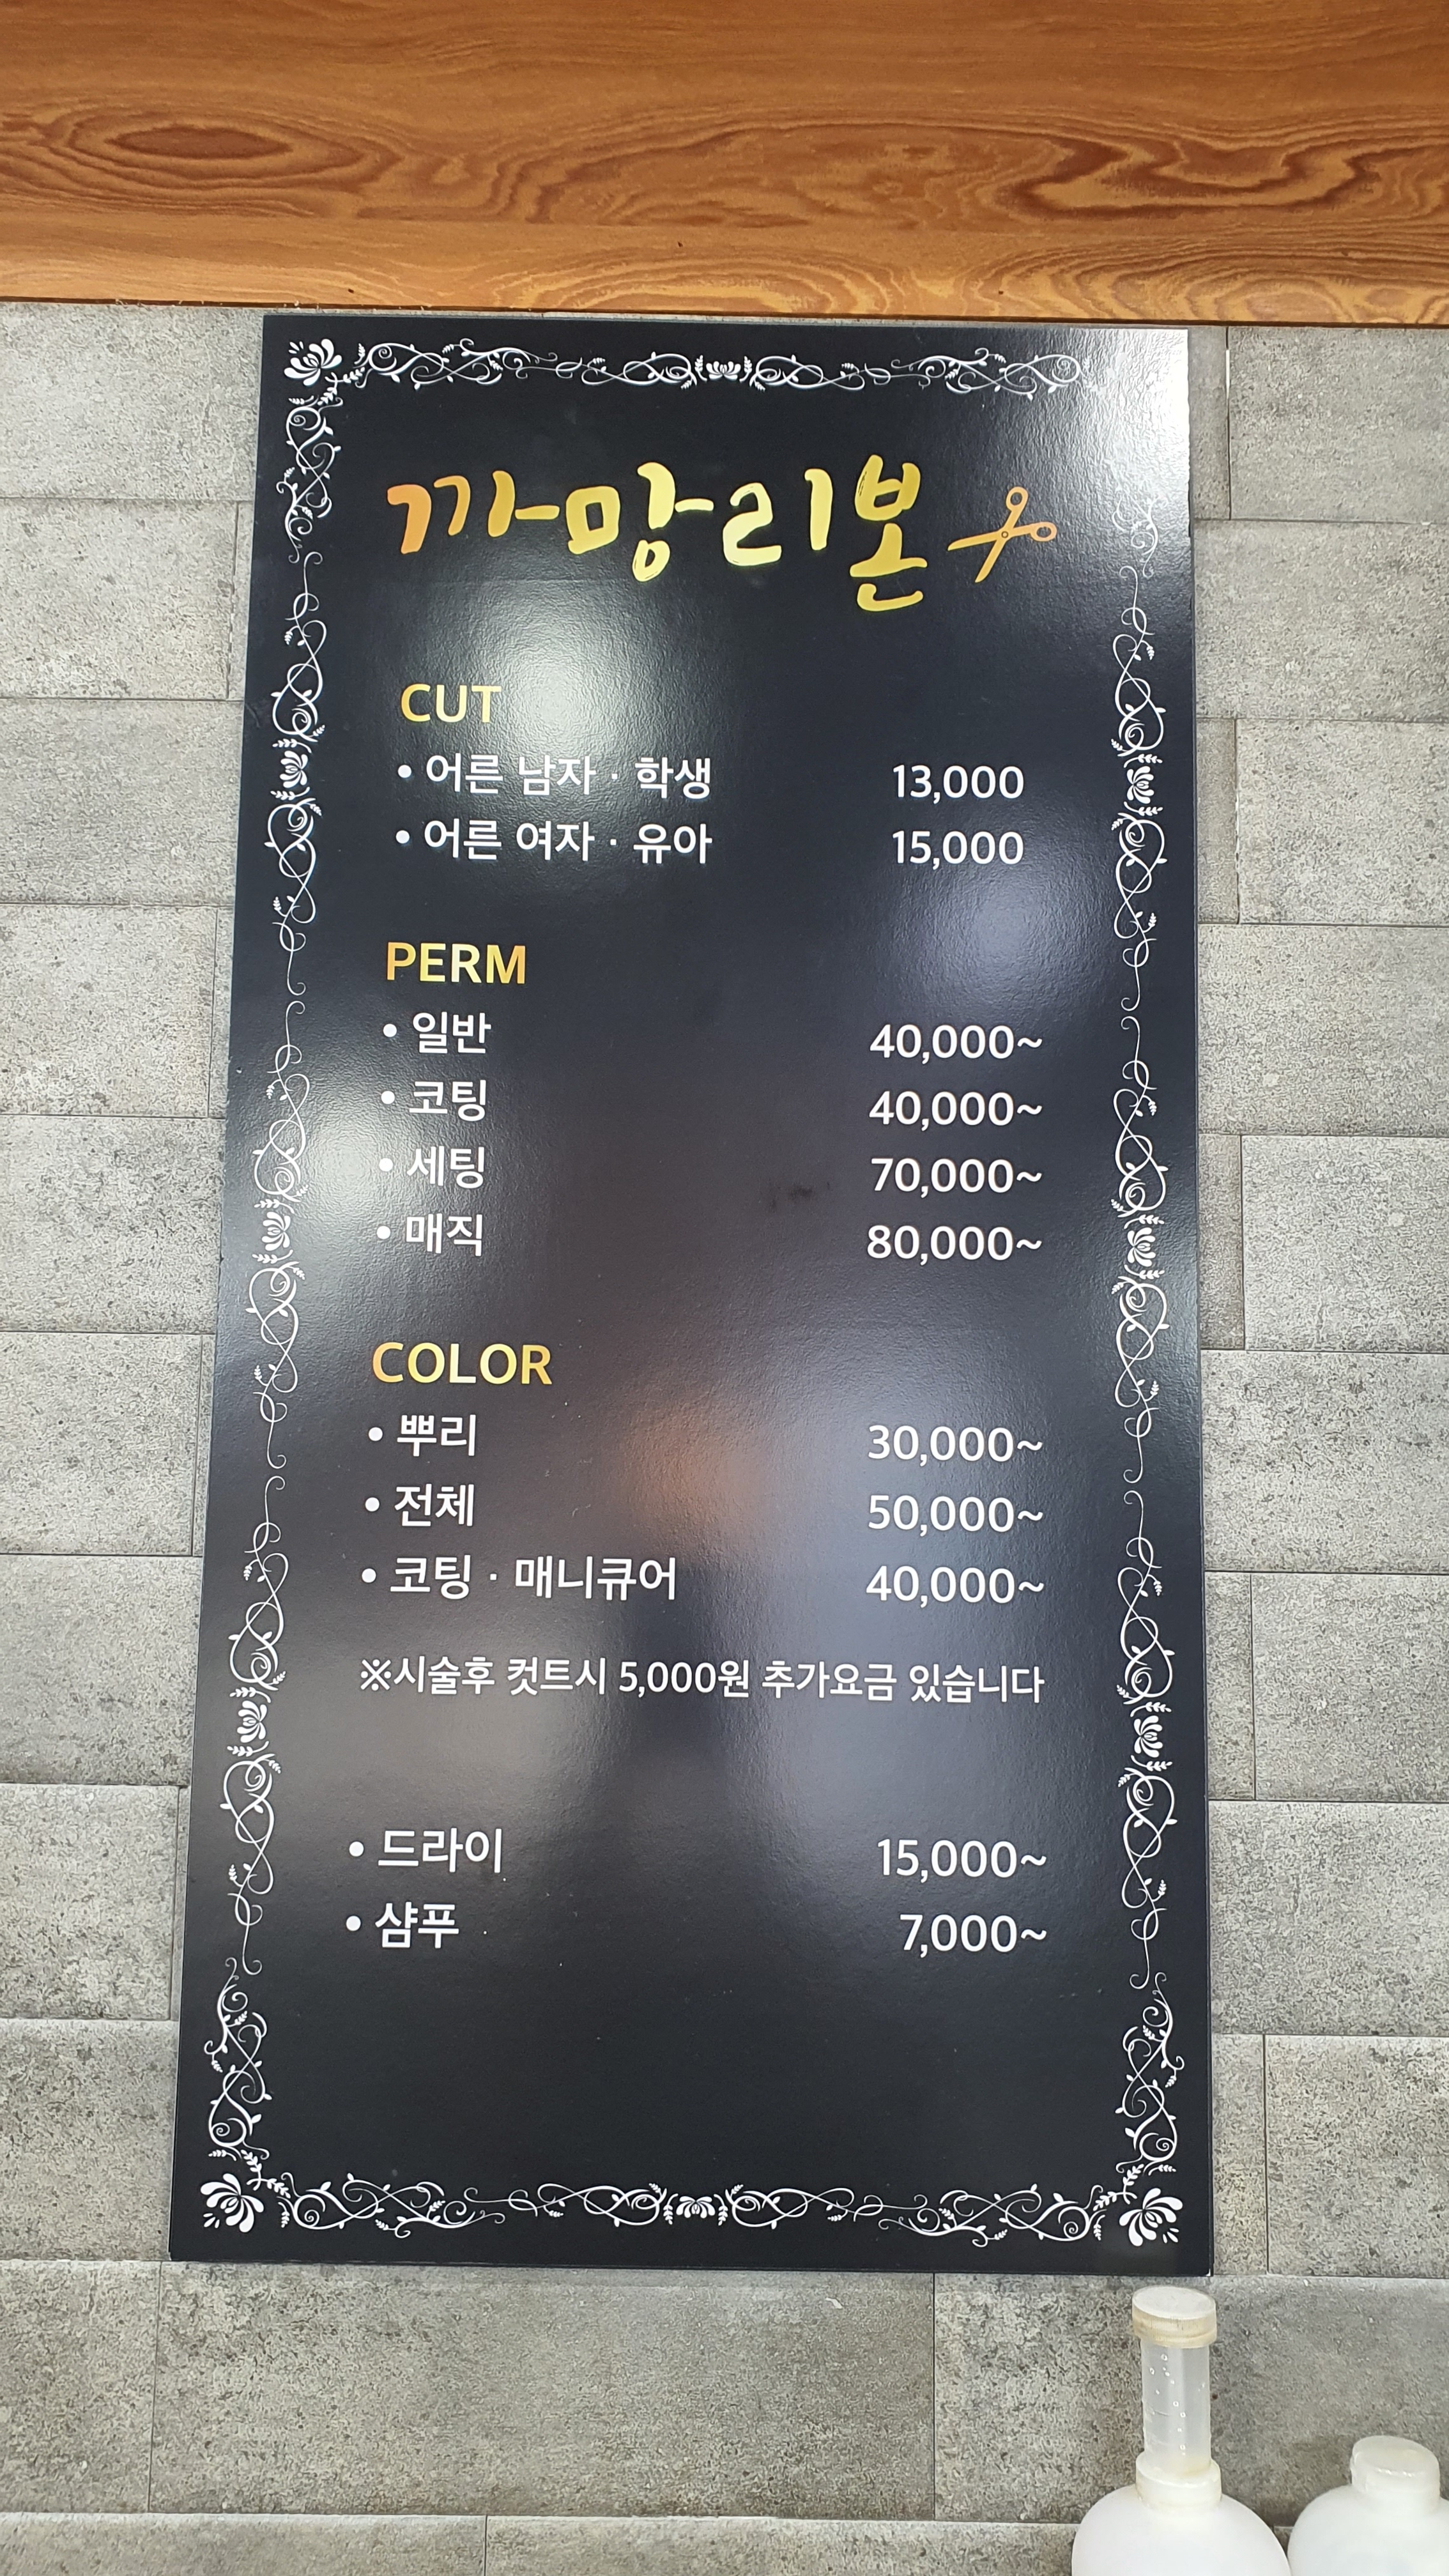 까망리본
CUT
• 어른 남자 · 학생 13,000
• 어른 여자 · 유아 15,000
PERM
• 일반 40,000~
• 코팅 40,000~
• 세팅 70,000~
• 매직 80,000~
COLOR
• 뿌리 30,000~
• 전체 50,000~
• 코팅 · 매니큐어 40,000~
※시술후 컷트시 5,000원 추가요금 있습니다
• 드라이 15,000~
• 샴푸 7,000~